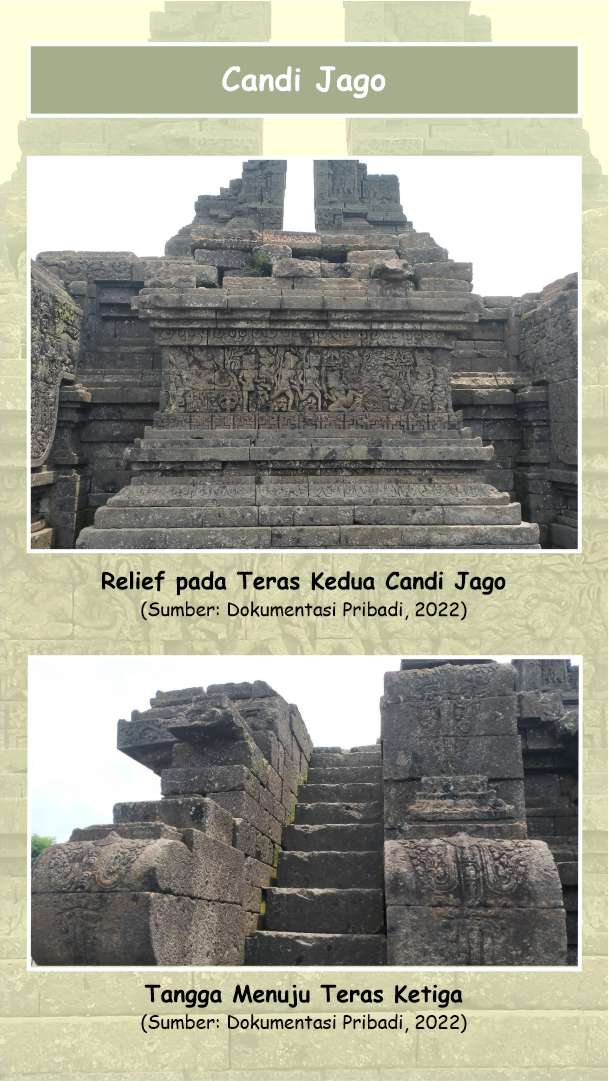 Candi Jago
Relief pada Teras Kedua Candi Jago
(Sumber: Dokumentasi Pribadi, 2022)
Tangga Menuju Teras Ketiga
(Sumber: Dokumentasi Pribadi, 2022)